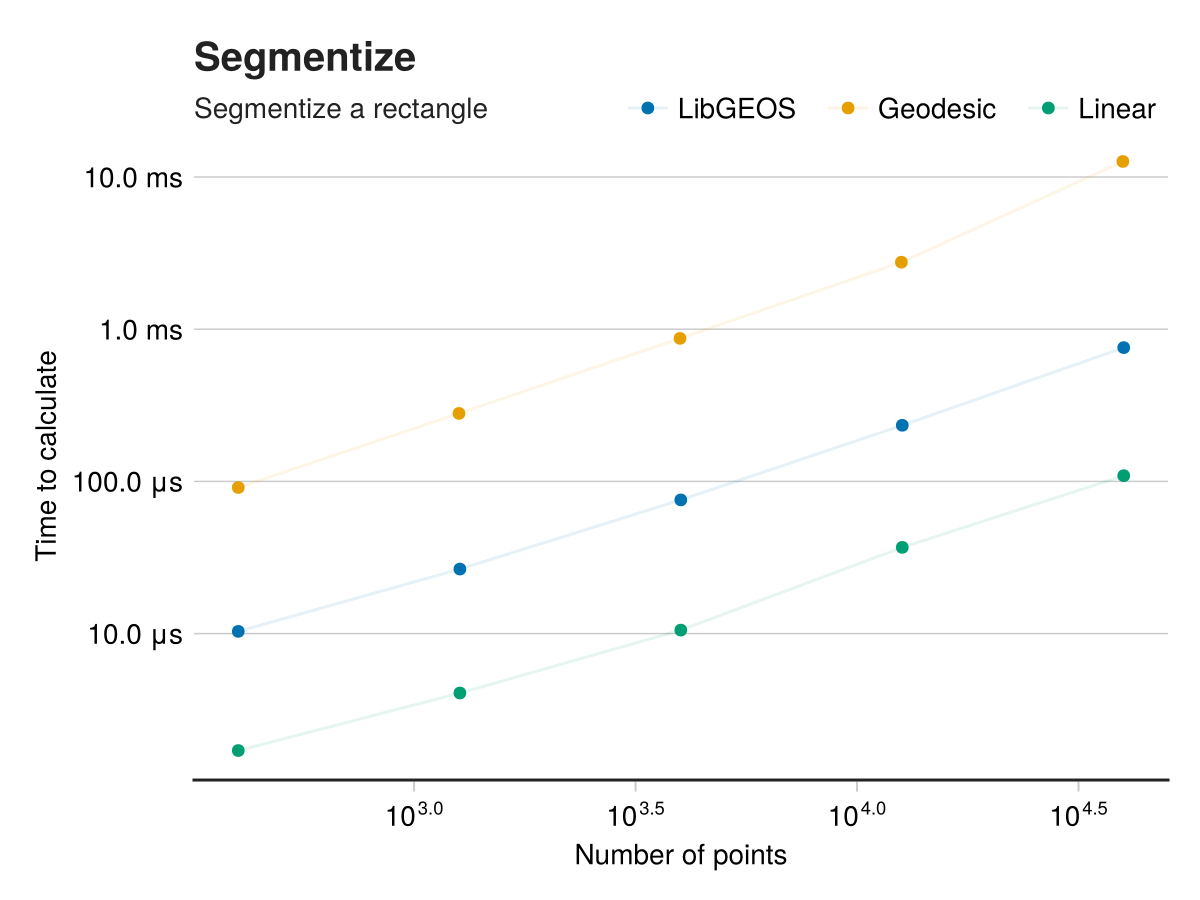 Segmentize
Segmentize a rectangle
LibGEOS
Geodesic
Linear
10.0 ms
1.0 ms
100.0 µs
10.0 µs
Time to calculate
10^3.0
10^3.5
10^4.0
10^4.5
Number of points